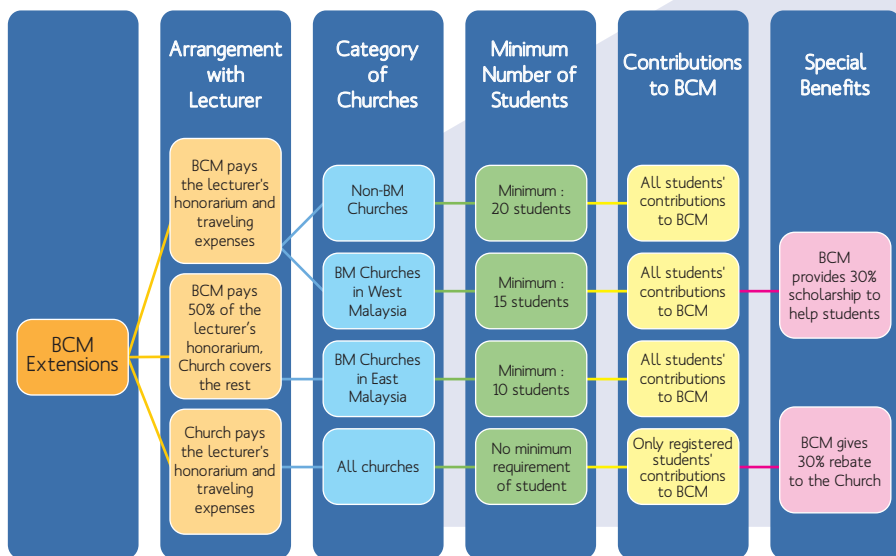 Arrangement
with
Lecturer
Category
of
Churches
Minimum
Number of
Students
Contributions
to BCM
Special
Benefits
BCM
Extensions
BCM pays
the lecturer's
honorarium and
traveling
expenses
BCM pays
50% of the
lecturer's
honorarium,
Church covers
the rest
Church pays
the lecturer's
honorarium and
traveling
expenses
Non-BM
Churches
BM Churches
in West
Malaysia
BM Churches
in East
Malaysia
All churches
Minimum :
20 students
Minimum :
15 students
Minimum :
10 students
No minimum
requirement
of student
All students'
contributions
to BCM
All students'
contributions
to BCM
All students'
contributions
to BCM
Only registered
students'
contributions
to BCM
BCM
provides 30%
scholarship to
help students
BCM gives
30% rebate
to the Church